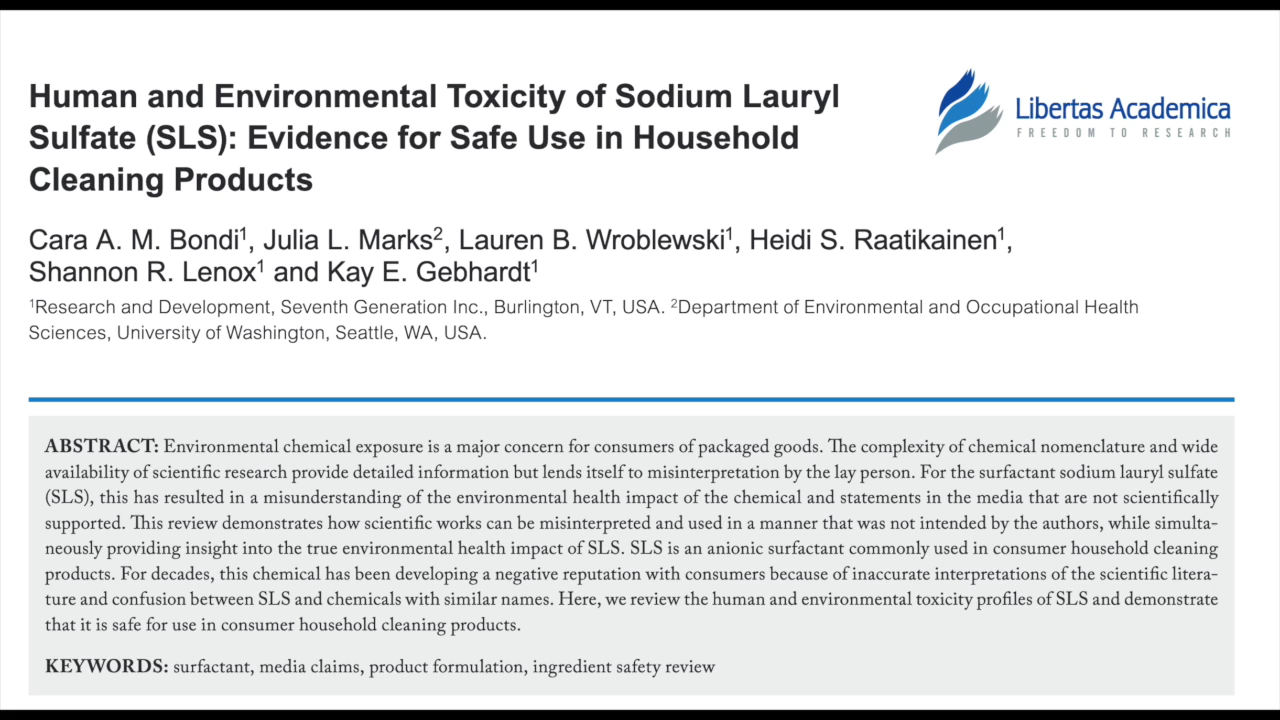 Human and Environmental Toxicity of Sodium Lauryl
Sulfate (SLS): Evidence for Safe Use in Household
Cleaning Products
Libertas Academica
FREEDOM TO RESEARCH
Cara A. M. Bondi¹, Julia L. Marks², Lauren B. Wroblewski¹, Heidi S. Raatikainen¹,
Shannon R. Lenox¹ and Kay E. Gebhardt¹
¹Research and Development, Seventh Generation Inc., Burlington, VT, USA. ²Department of Environmental and Occupational Health
Sciences, University of Washington, Seattle, WA, USA.
ABSTRACT: Environmental chemical exposure is a major concern for consumers of packaged goods. The complexity of chemical nomenclature and wide
availability of scientific research provide detailed information but lends itself to misinterpretation by the lay person. For the surfactant sodium lauryl sulfate
(SLS), this has resulted in a misunderstanding of the environmental health impact of the chemical and statements in the media that are not scientifically
supported. This review demonstrates how scientific works can be misinterpreted and used in a manner that was not intended by the authors, while simulta-
neously providing insight into the true environmental health impact of SLS. SLS is an anionic surfactant commonly used in consumer household cleaning
products. For decades, this chemical has been developing a negative reputation with consumers because of inaccurate interpretations of the scientific litera-
ture and confusion between SLS and chemicals with similar names. Here, we review the human and environmental toxicity profiles of SLS and demonstrate
that it is safe for use in consumer household cleaning products.
KEYWORDS: surfactant, media claims, product formulation, ingredient safety review